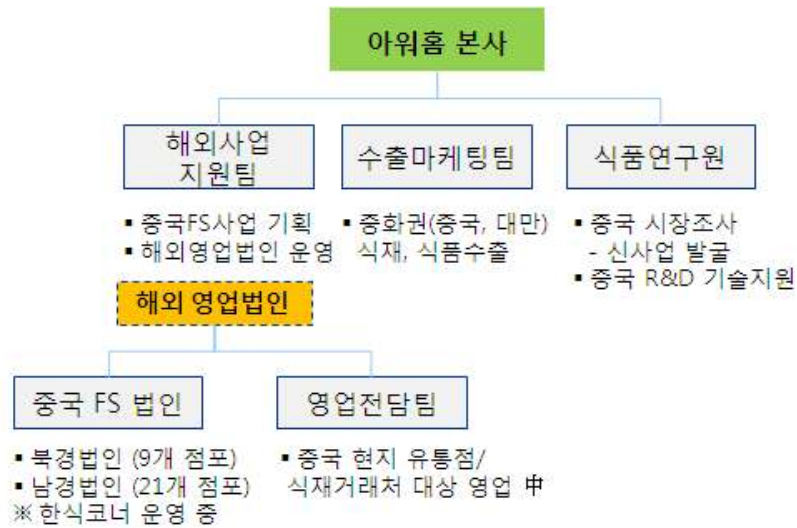 아워홈 본사
해외사업
지원팀
수출마케팅팀
식품연구원
▪ 중국FS사업 기획
▪ 해외영업법인 운영
▪ 중화권(중국, 대만)
식재, 식품수출
▪ 중국 시장조사
- 신사업 발굴
▪ 중국 R&D 기술지원
해외 영업법인
중국 FS 법인
영업전담팀
▪ 북경법인 (9개 점포)
▪ 남경법인 (21개 점포)
※ 한식코너 운영 중
▪ 중국 현지 유통점/
식재거래처 대상 영업 中